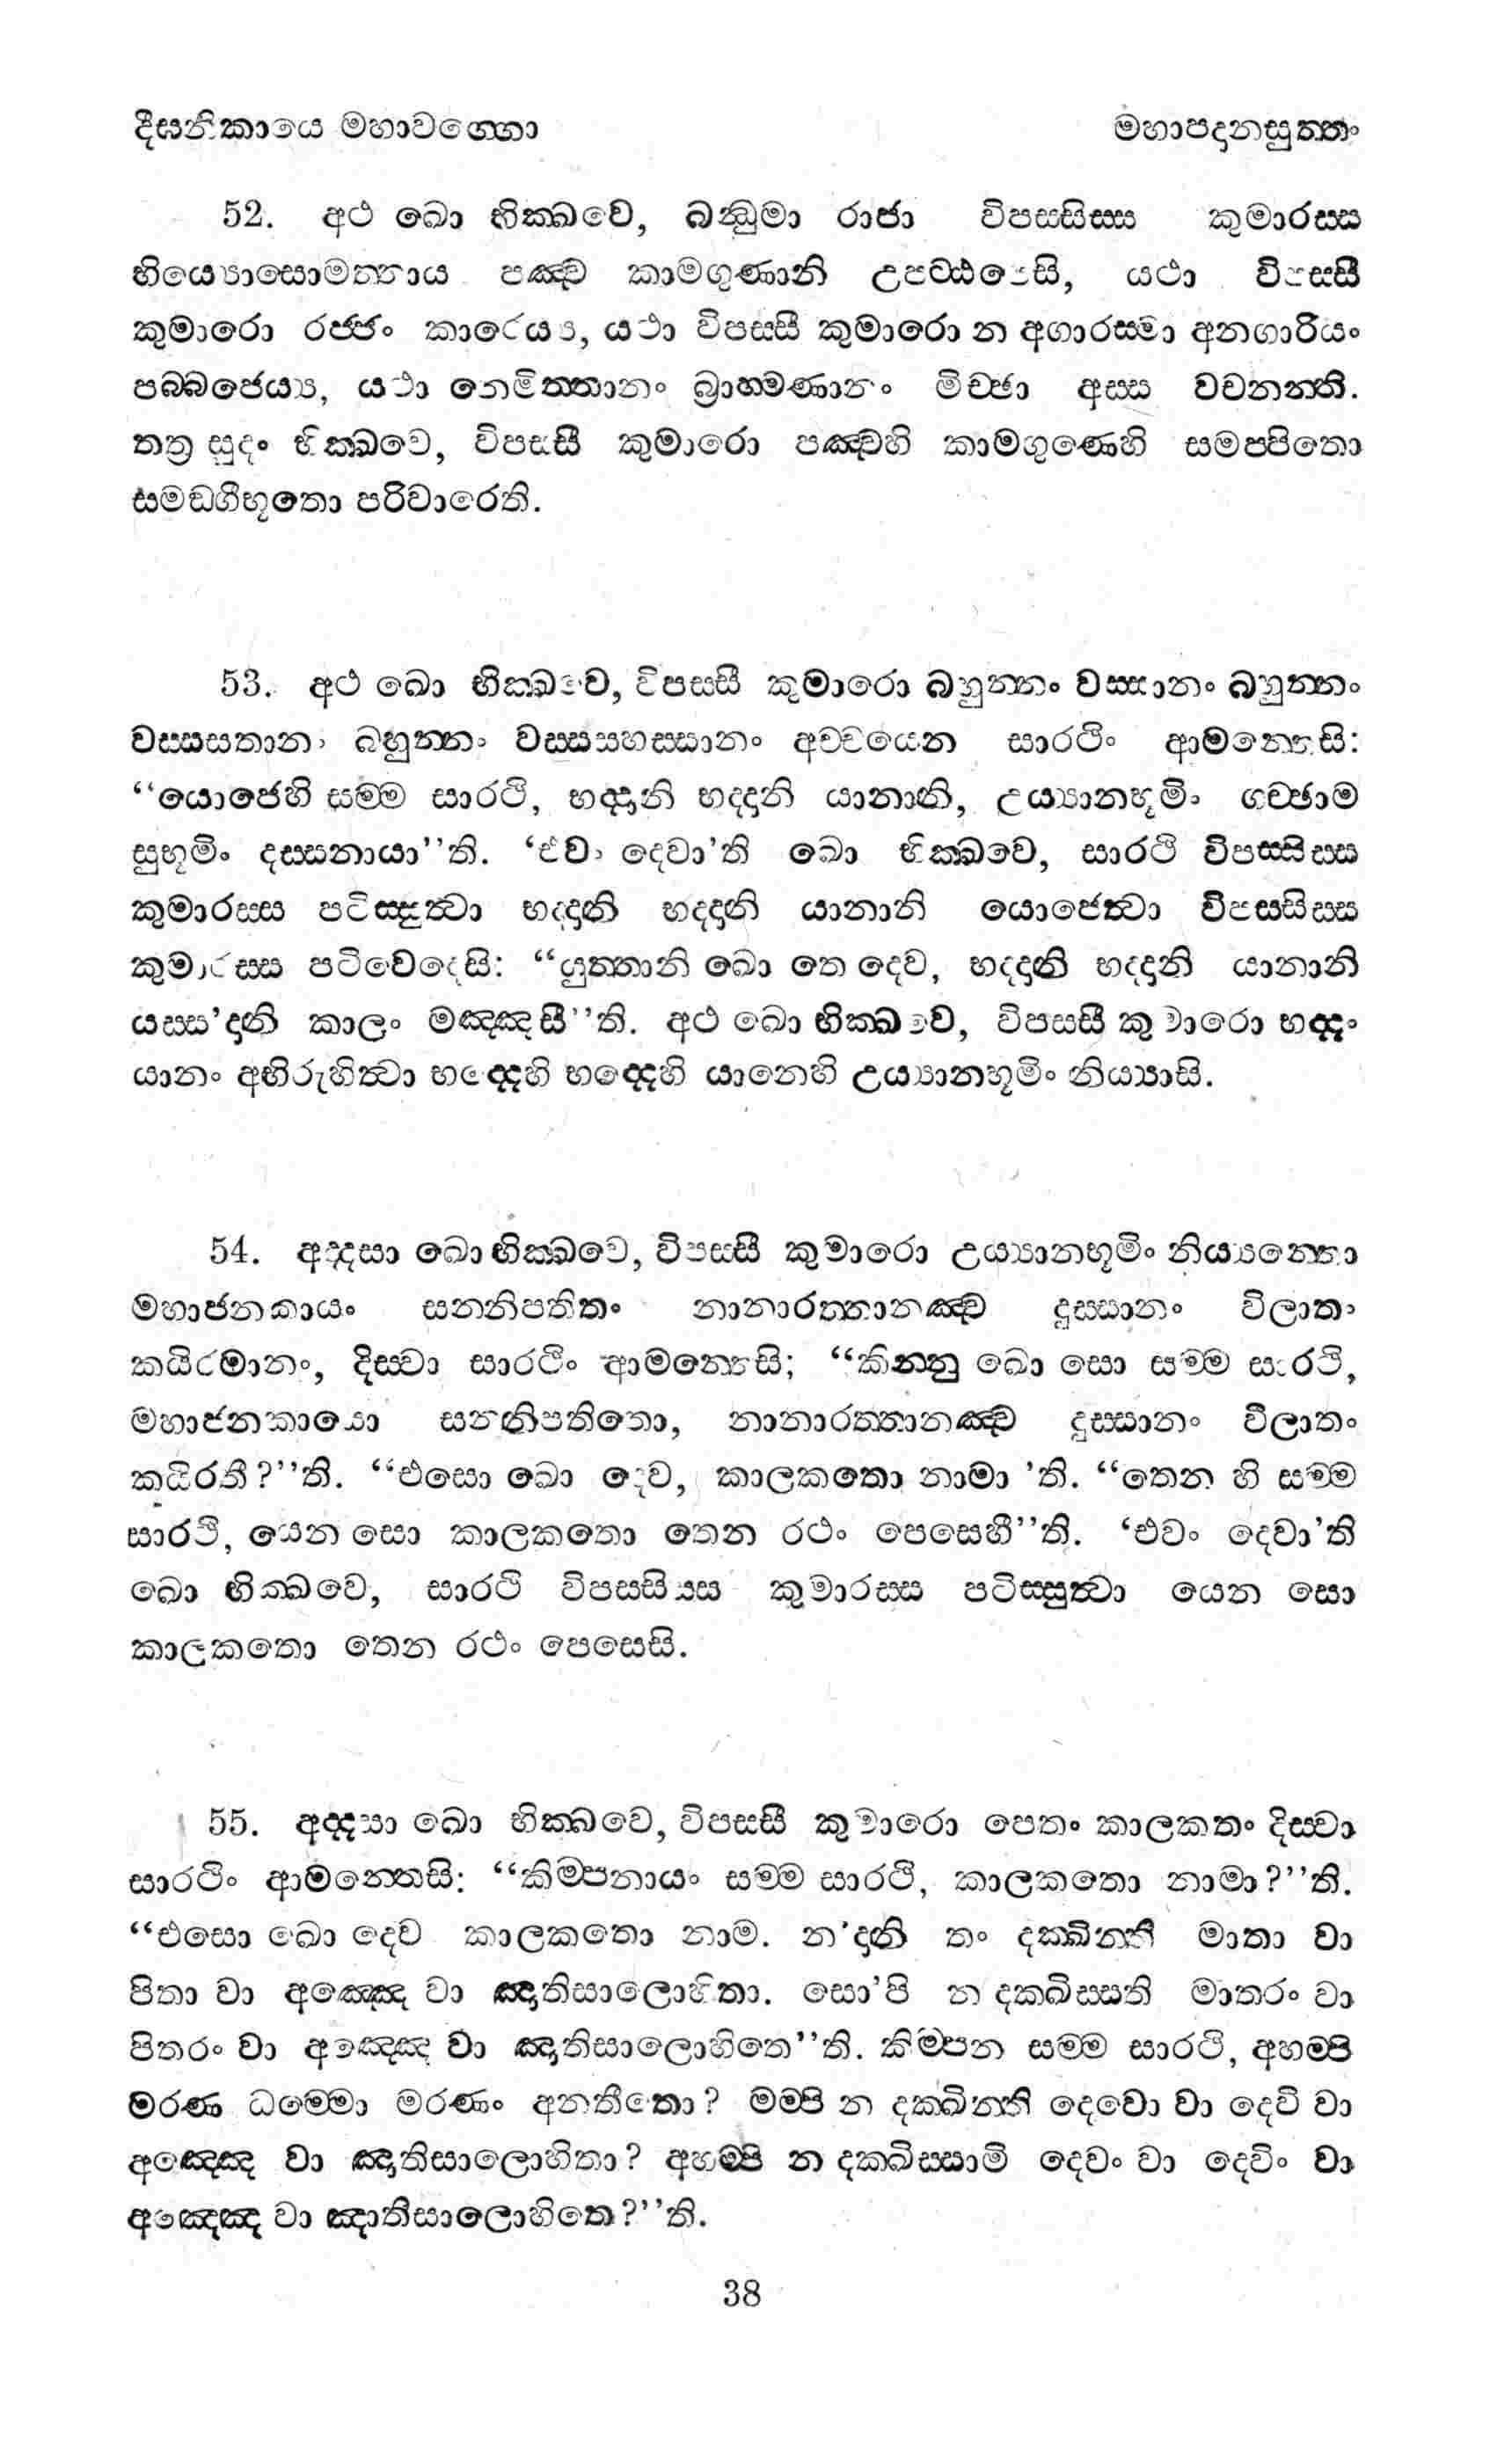 දීඝනිකායෙ මහාවග්ගො මහාපදානසුත්තං
52. අථ ඛො භික්ඛවෙ, බන්ධුමා රාජා විපස්සිස්ස කුමාරස්ස
භිය්‍යොසොමත්තාය පඤ්ච කාමගුණානි උපට්ඨපෙසි, යථා විපස්සී
කුමාරො රජ්ජං කාරෙය්‍ය, යථා විපස්සී කුමාරො න අගාරස්මා අනගාරියං
පබ්බජෙය්‍ය, යථා නෙමිත්තානං බ්‍රාහ්මණානං මිච්ඡා අස්ස වචනන්ති.
තත්‍ර සුදං භික්ඛවෙ, විපස්සී කුමාරො පඤ්චහි කාමගුණෙහි සමප්පිතො
සමඞ්ගීභූතො පරිචාරෙති.
53. අථ ඛො භික්ඛවෙ, විපස්සී කුමාරො බහුන්නං වස්සානං බහුන්නං
වස්සසතානං බහුන්නං වස්සසහස්සානං අච්චයෙන සාරථිං ආමන්තෙසි:
“යොජෙහි සම්ම සාරථි, භද්දානි භද්දානි යානානි, උය්‍යානභූමිං ගච්ඡාම
සුභූමිං දස්සනායා”ති. ‘එවං දෙවා’ති ඛො භික්ඛවෙ, සාරථි විපස්සිස්ස
කුමාරස්ස පටිස්සුත්‍වා භද්දානි භද්දානි යානානි යොජෙත්‍වා විපස්සිස්ස
කුමාරස්ස පටිවෙදෙසි: “යුත්තානි ඛො තෙ දෙව, භද්දානි භද්දානි යානානි
යස්ස’දානි කාලං මඤ්ඤසී”ති. අථ ඛො භික්ඛවෙ, විපස්සී කුමාරො භද්දං
යානං අභිරුහිත්‍වා භද්දෙහි භද්දෙහි යානෙහි උය්‍යානභූමිං නිය්‍යාසි.
54. අද්දසා ඛො භික්ඛවෙ, විපස්සී කුමාරො උය්‍යානභූමිං නිය්‍යන්තො
මහාජනකායං සන්නිපතිතං නානාරත්තානඤ්ච දුස්සානං විලාතං
කයිරමානං, දිස්වා සාරථිං ආමන්තෙසි; “කින්නු ඛො සො සම්ම සාරථි,
මහාජනකායො සන්නිපතිතො, නානාරත්තානඤ්ච දුස්සානං විලාතං
කයිරතී?”ති. “එසො ඛො දෙව, කාලකතො නාමා ’ති. “තෙන හි සම්ම
සාරථි, යෙන සො කාලකතො තෙන රථං පෙසෙහී”ති. ‘එවං දෙවා’ති
ඛො භික්ඛවෙ, සාරථි විපස්සිස්ස කුමාරස්ස පටිස්සුත්‍වා යෙන සො
කාලකතො තෙන රථං පෙසෙසි.
55. අද්දසා ඛො භික්ඛවෙ, විපස්සී කුමාරො පෙතං කාලකතං දිස්වා
සාරථිං ආමන්තෙසි: “කිම්පනායං සම්ම සාරථි, කාලකතො නාමා?”ති.
“එසො ඛො දෙව කාලකතො නාම. න’දානි තං දක්ඛින්ති මාතා වා
පිතා වා අඤ්ඤෙ වා ඤාතිසාලොහිතා. සො’පි න දක්ඛිස්සති මාතරං වා
පිතරං වා අඤ්ඤෙ වා ඤාතිසාලොහිතෙ”ති. කිම්පන සම්ම සාරථි, අහම්පි
මරණ ධම්මො මරණං අනතීතො? මම්පි න දක්ඛින්ති දෙවො වා දෙවි වා
අඤ්ඤෙ වා ඤාතිසාලොහිතා? අහම්පි න දක්ඛිස්සාමි දෙවං වා දෙවිං වා
අඤ්ඤෙ වා ඤාතිසාලොහිතෙ?”ති.
38